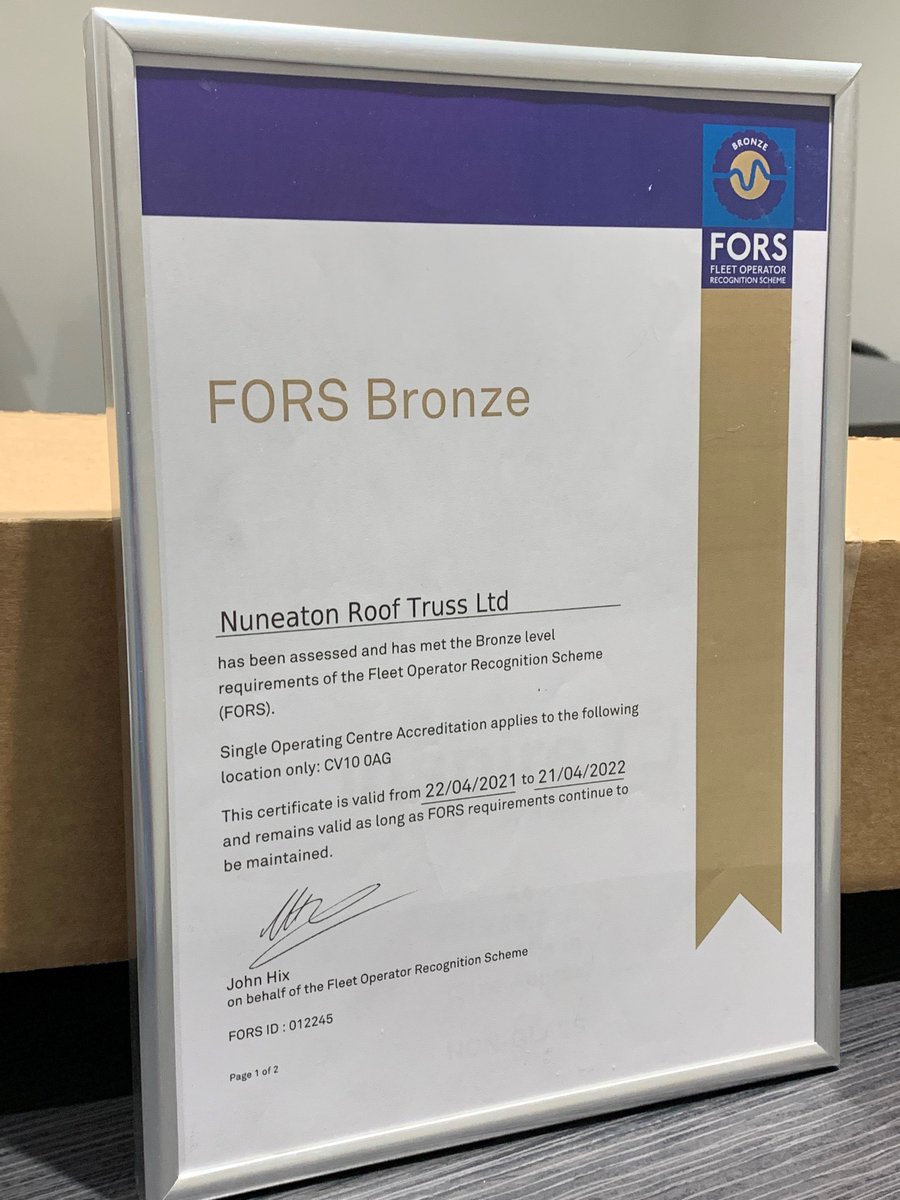 BRONZE
FORS
FLEET OPERATOR
RECOGNITION SCHEME
FORS Bronze
Nuneaton Roof Truss Ltd
has been assessed and has met the Bronze level
requirements of the Fleet Operator Recognition Scheme
(FORS).
Single Operating Centre Accreditation applies to the following
location only: CV10 0AG
This certificate is valid from 22/04/2021 to 21/04/2022
and remains valid as long as FORS requirements continue to
be maintained.
John Hix
on behalf of the Fleet Operator Recognition Scheme
FORS ID : 012245
Page 1 of 2